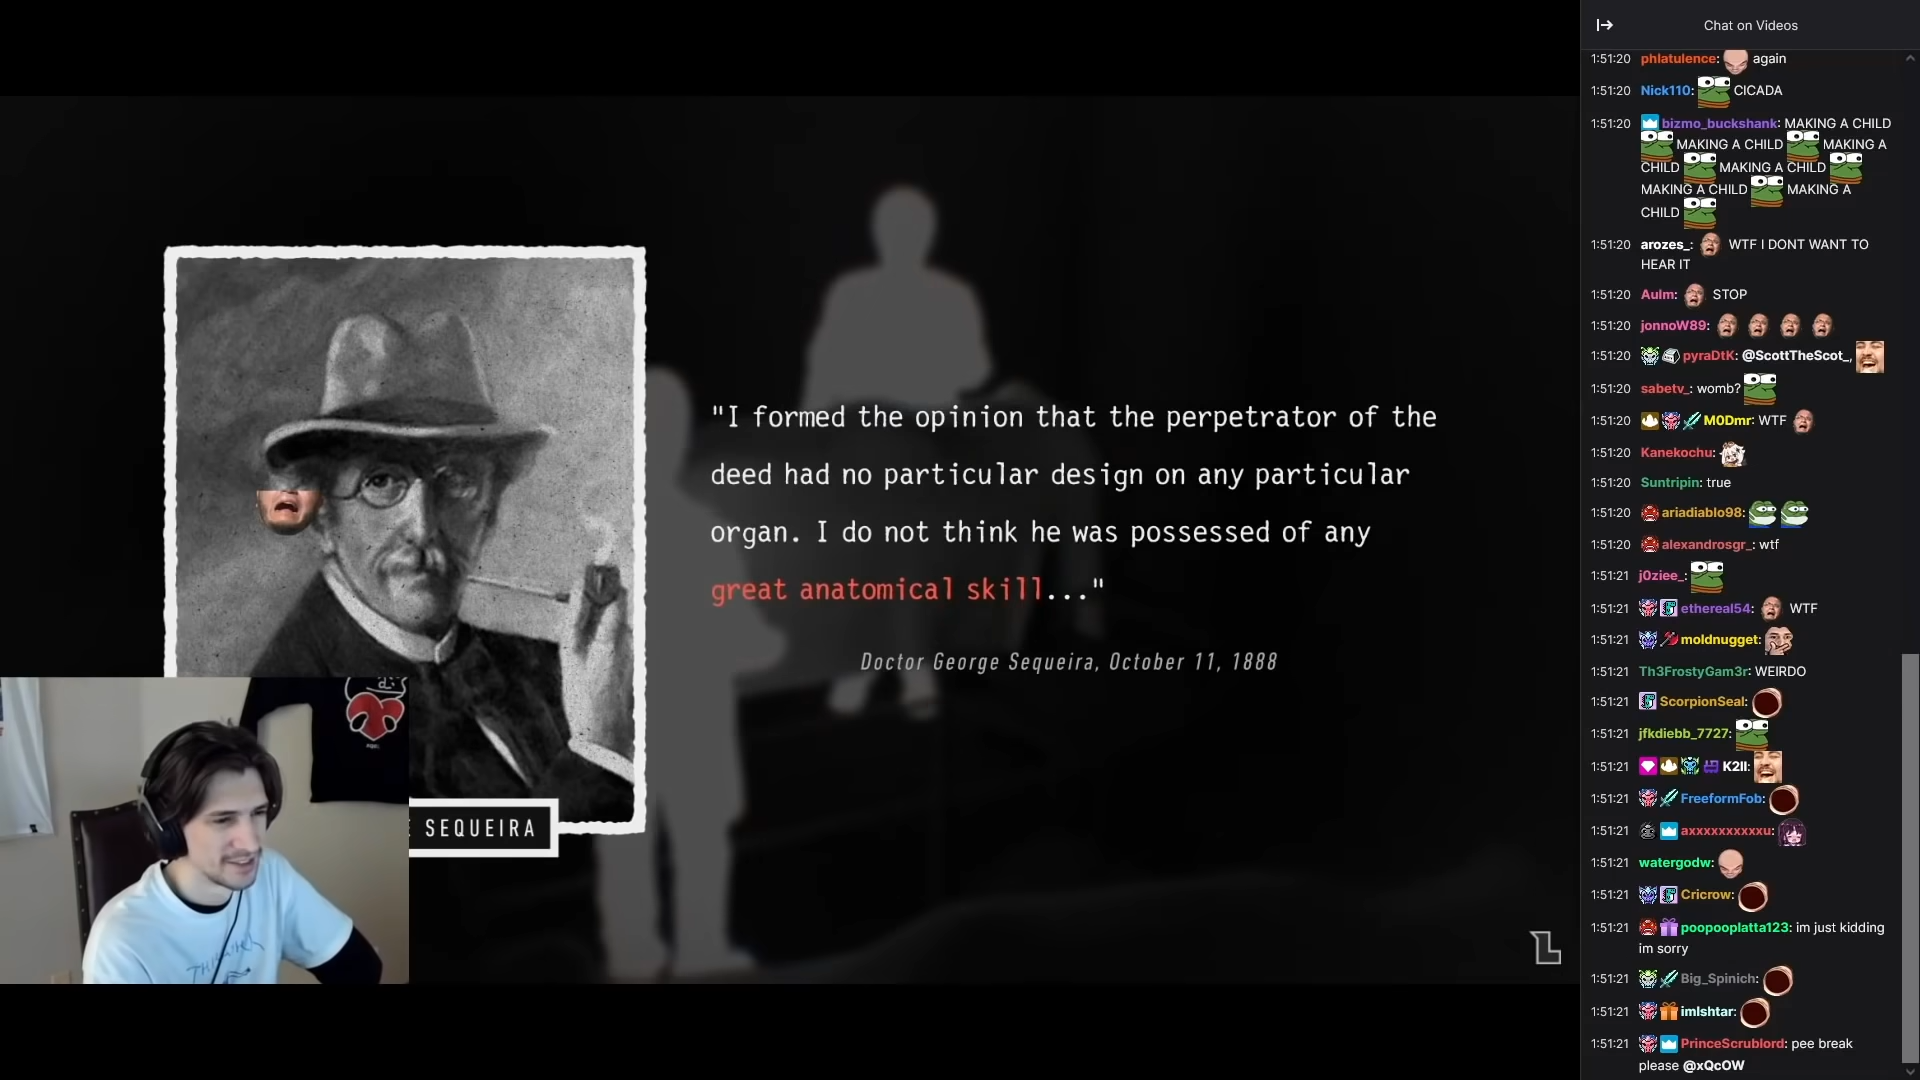 Chat on Videos
1:51:20 phlatulence: again
1:51:20 Nick110: CICADA
1:51:20 bizmo_buckshank: MAKING A CHILD
MAKING A CHILD MAKING A
CHILD MAKING A CHILD
MAKING A CHILD MAKING A
CHILD
1:51:20 arozes_: WTF I DONT WANT TO
HEAR IT
1:51:20 Aulm: STOP
1:51:20 jonnoW89:
1:51:20 pyraDtK: @ScottTheScot_,
1:51:20 sabetv_: womb?
1:51:20 M0Dmr: WTF
1:51:20 Kanekochu:
1:51:20 Suntripin: true
1:51:20 ariadiablo98:
1:51:20 alexandrosgr_: wtf
1:51:21 j0ziee_:
1:51:21 ethereal54: WTF
1:51:21 moldnugget:
1:51:21 Th3FrostyGam3r: WEIRDO
1:51:21 ScorpionSeal:
1:51:21 jfkdiebb_7727:
1:51:21
1:51:21 FreeformFob:
1:51:21 axxxxxxxxxxu:
1:51:21 watergodw:
1:51:21 Cricrow:
1:51:21 poopooplatta123: im just kidding
im sorry
1:51:21 Big_Spinich:
1:51:21
1:51:21 PrinceScrublord: pee break
please @xQcOW
"I formed the opinion that the perpetrator of the
deed had no particular design on any particular
organ. I do not think he was possessed of any
great anatomical skill..."
Doctor George Sequeira, October 11, 1888
SEQUEIRA